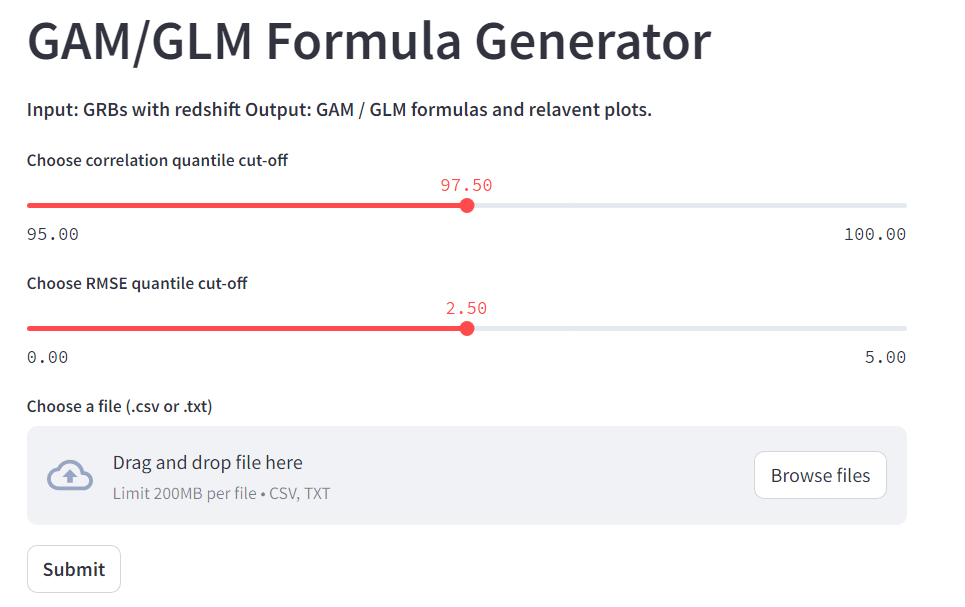 GAM/GLM Formula Generator
Input: GRBs with redshift Output: GAM / GLM formulas and relavent plots.
Choose correlation quantile cut-off
97.50
95.00 100.00
Choose RMSE quantile cut-off
2.50
0.00 5.00
Choose a file (.csv or .txt)
Drag and drop file here
Limit 200MB per file • CSV, TXT
Browse files
Submit